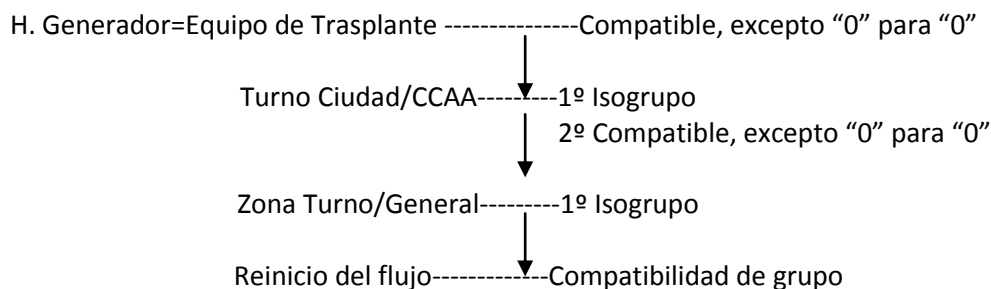 H. Generador=Equipo de Trasplante --------------Compatible, excepto “0” para “0”
Turno Ciudad/CCAA---------1º Isogrupo
2º Compatible, excepto “0” para “0”
Zona Turno/General---------1º Isogrupo
Reinicio del flujo-------------Compatibilidad de grupo